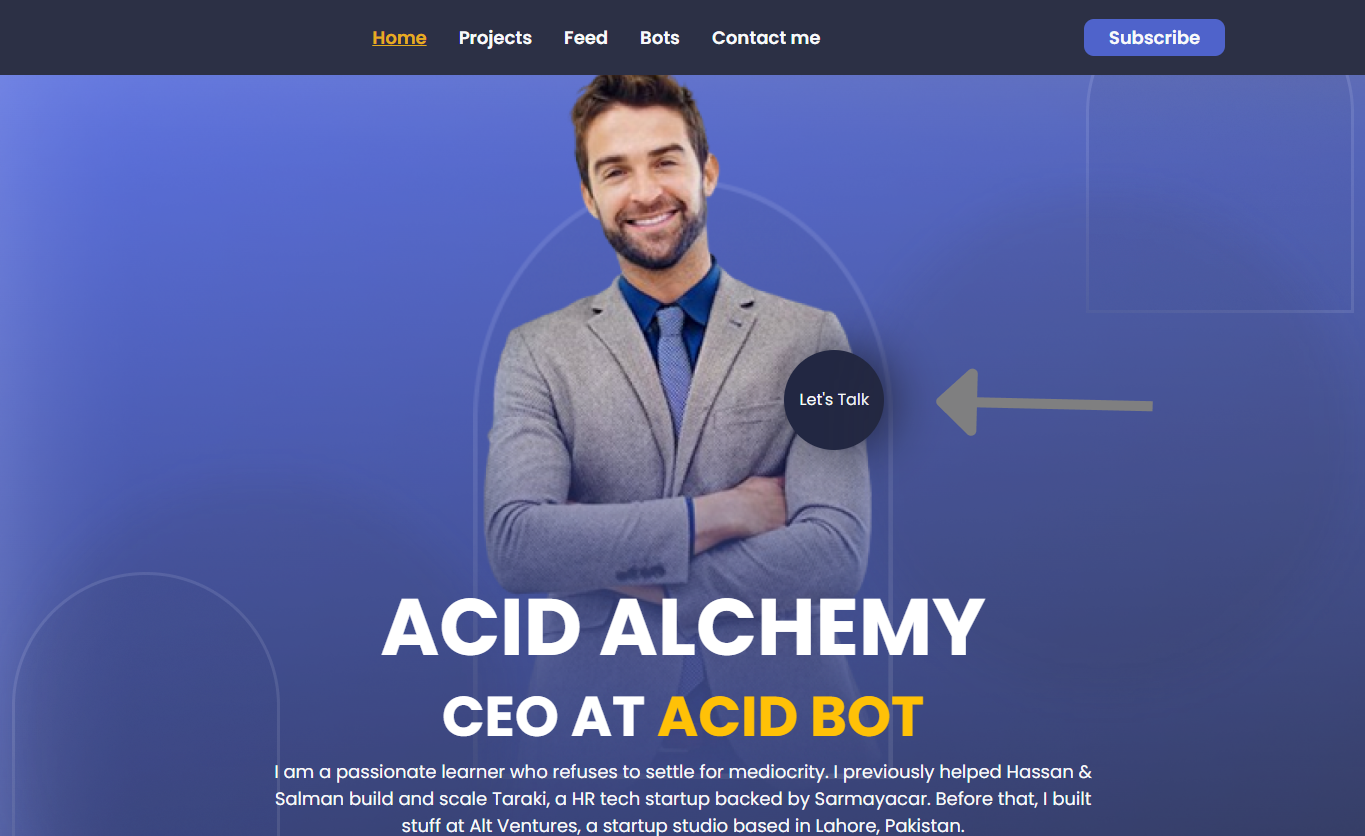 Home Projects Feed Bots Contact me Subscribe
Let's Talk
ACID ALCHEMY
CEO AT ACID BOT
I am a passionate learner who refuses to settle for mediocrity. I previously helped Hassan &
Salman build and scale Taraki, a HR tech startup backed by Sarmayacar. Before that, I built
stuff at Alt Ventures, a startup studio based in Lahore, Pakistan.